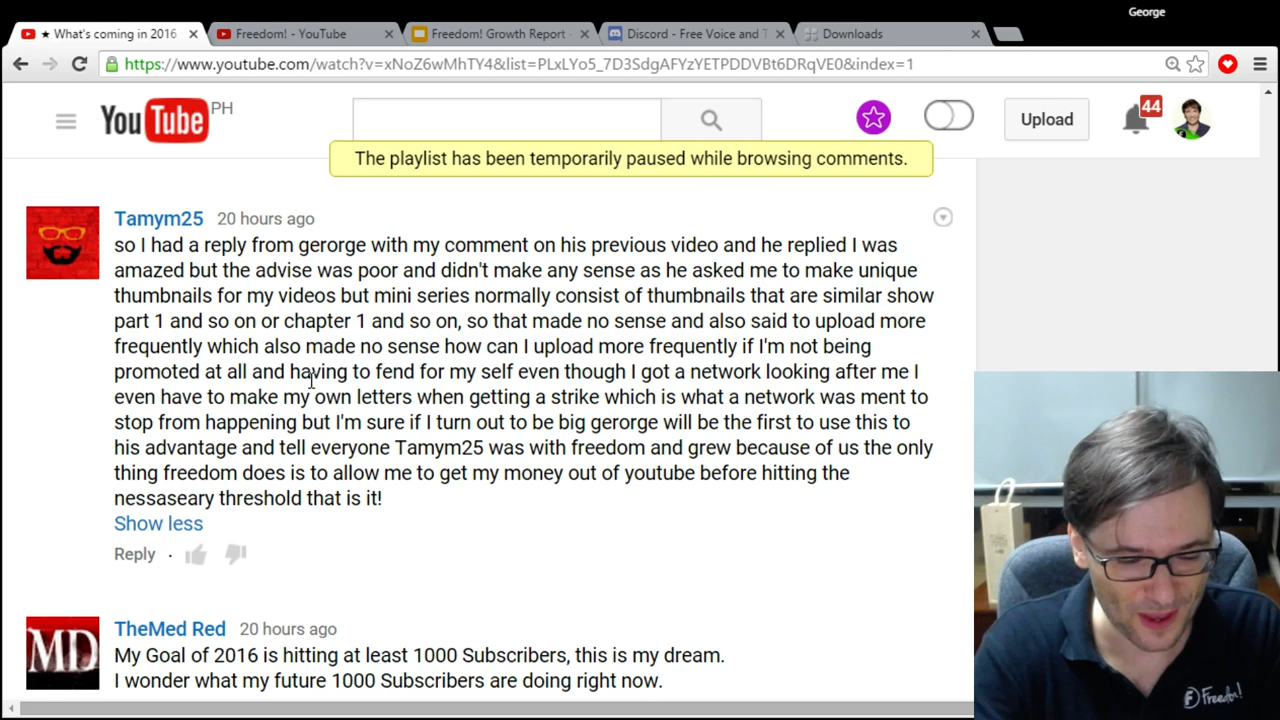 George
★ What's coming in 2016
Freedom! - YouTube
Freedom! Growth Report -
Discord - Free Voice and T
Downloads
https://www.youtube.com/watch?v=xNoZ6wMhTY4&list=PLxLYo5_7D3SdgAFYzYETPDDVBt6DRqVE0&index=1
YouTube PH
Upload
44
The playlist has been temporarily paused while browsing comments.
Tamym25 20 hours ago
so I had a reply from gerorge with my comment on his previous video and he replied I was
amazed but the advise was poor and didn't make any sense as he asked me to make unique
thumbnails for my videos but mini series normally consist of thumbnails that are similar show
part 1 and so on or chapter 1 and so on, so that made no sense and also said to upload more
frequently which also made no sense how can I upload more frequently if I'm not being
promoted at all and having to fend for my self even though I got a network looking after me I
even have to make my own letters when getting a strike which is what a network was ment to
stop from happening but I'm sure if I turn out to be big gerorge will be the first to use this to
his advantage and tell everyone Tamym25 was with freedom and grew because of us the only
thing freedom does is to allow me to get my money out of youtube before hitting the
nessaseary threshold that is it!
Show less
Reply ·
MD
TheMed Red 20 hours ago
My Goal of 2016 is hitting at least 1000 Subscribers, this is my dream.
I wonder what my future 1000 Subscribers are doing right now.
Freedom!